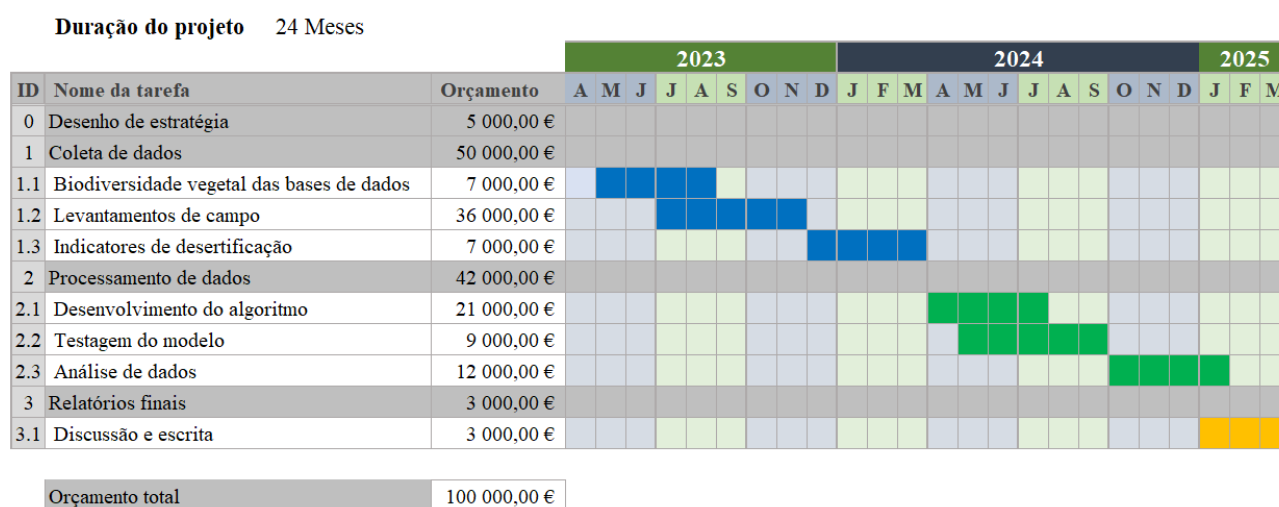 Duração do projeto 24 Meses
2023 2024 2025
ID Nome da tarefa Orçamento A M J J A S O N D J F M A M J J A S O N D J F M
0 Desenho de estratégia 5 000,00 €
1 Coleta de dados 50 000,00 €
1.1 Biodiversidade vegetal das bases de dados 7 000,00 €
1.2 Levantamentos de campo 36 000,00 €
1.3 Indicatores de desertificação 7 000,00 €
2 Processamento de dados 42 000,00 €
2.1 Desenvolvimento do algoritmo 21 000,00 €
2.2 Testagem do modelo 9 000,00 €
2.3 Análise de dados 12 000,00 €
3 Relatórios finais 3 000,00 €
3.1 Discussão e escrita 3 000,00 €
Orçamento total 100 000,00 €